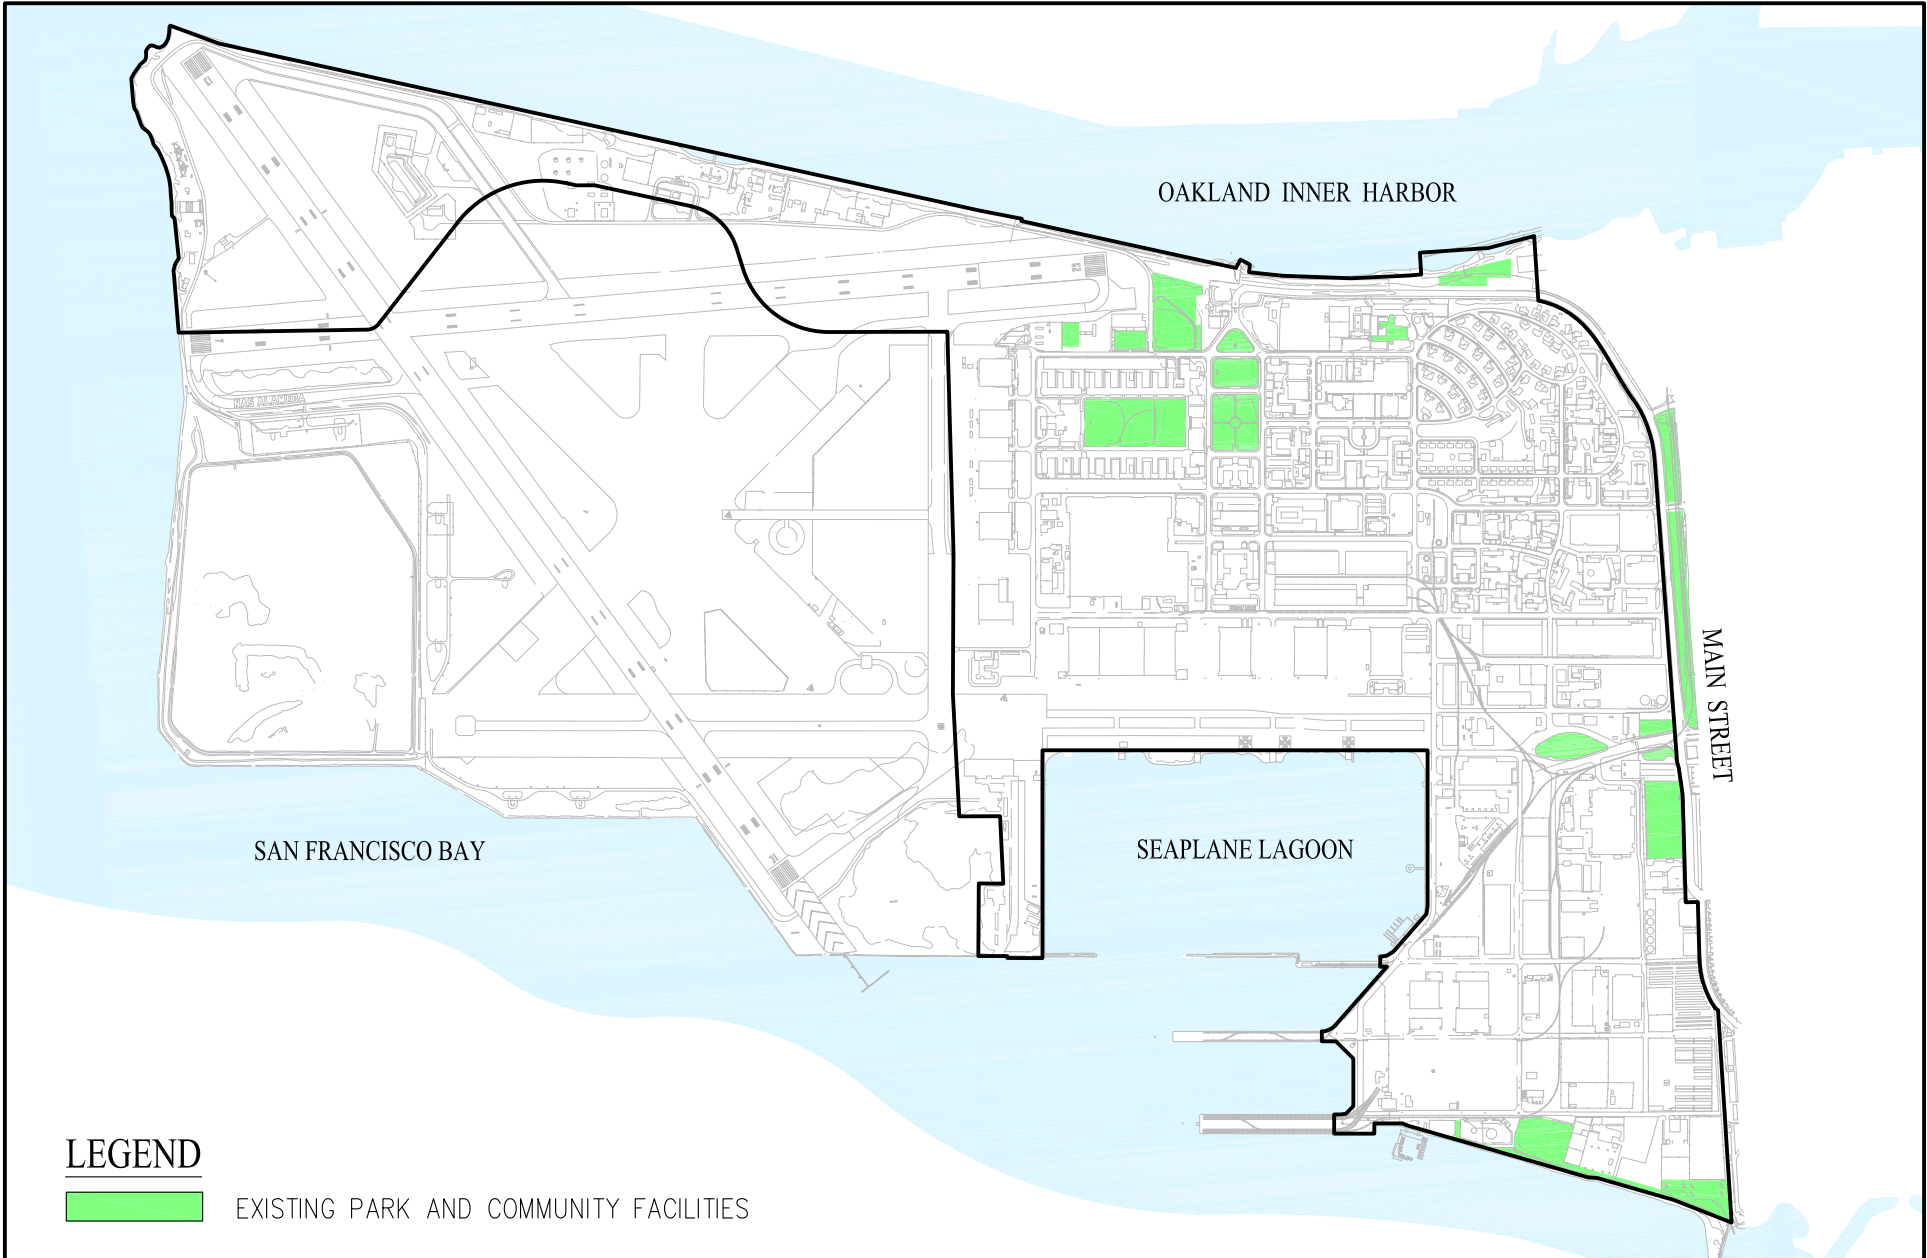 OAKLAND INNER HARBOR
NAS ALAMEDA
MAIN STREET
SAN FRANCISCO BAY
SEAPLANE LAGOON
LEGEND
EXISTING PARK AND COMMUNITY FACILITIES